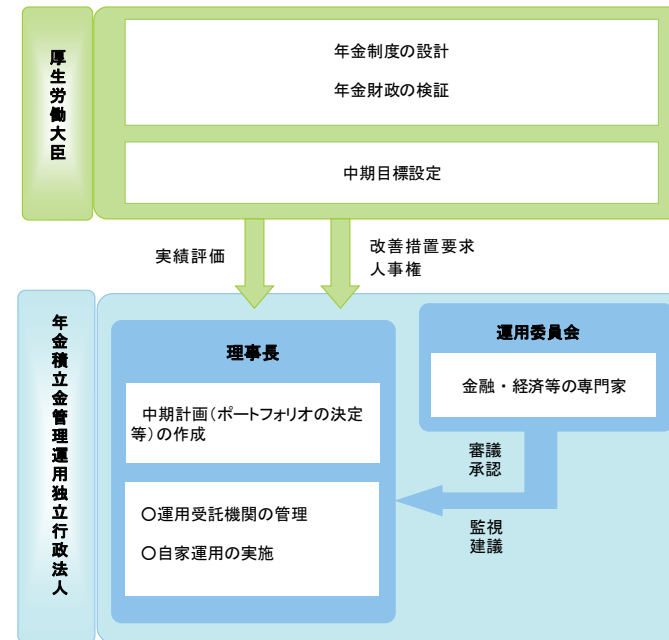 厚生労働大臣
年金制度の設計
年金財政の検証
中期目標設定
実績評価
改善措置要求
人事権
年金積立金管理運用独立行政法人
理事長
中期計画（ポートフォリオの決定
等）の作成
○運用受託機関の管理
○自家運用の実施
運用委員会
金融・経済等の専門家
審議
承認
監視
建議